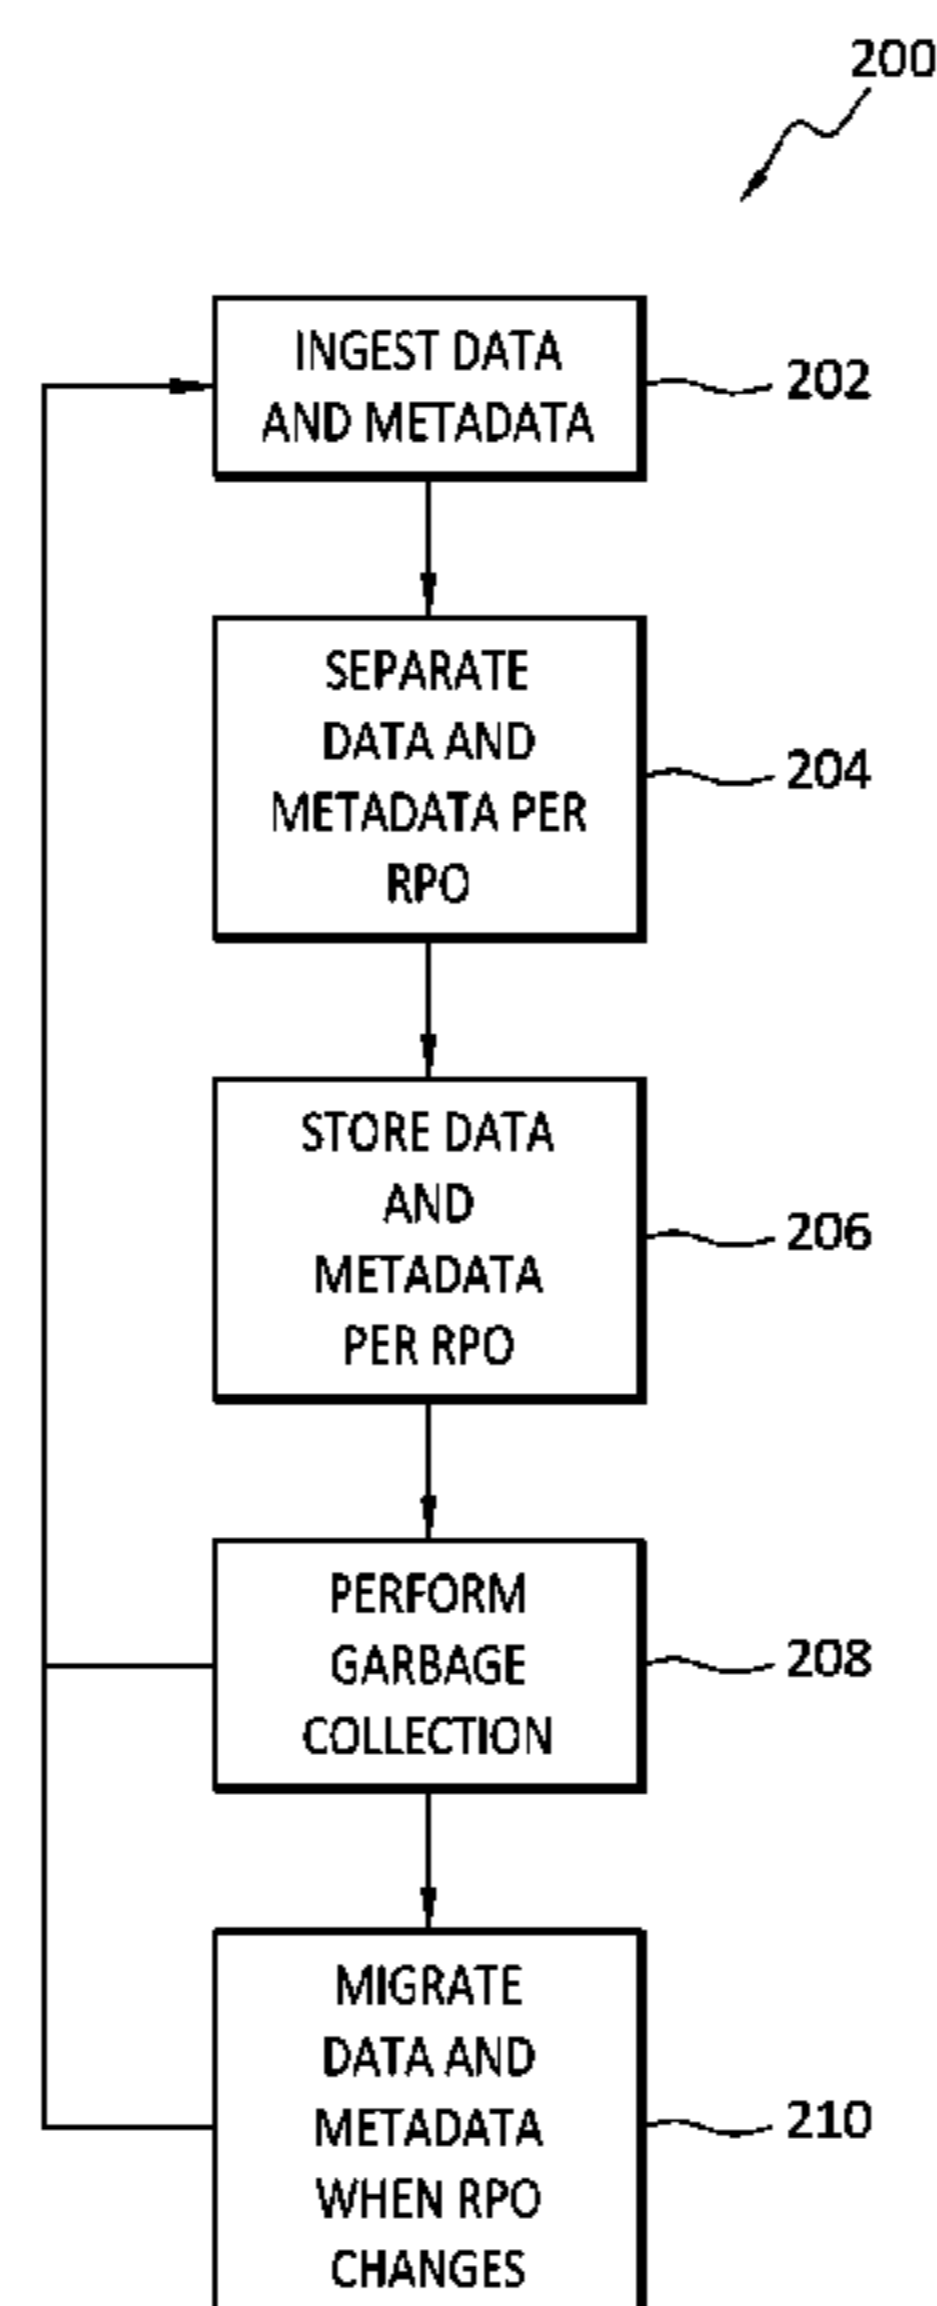 200
INGEST DATA
AND METADATA
202
SEPARATE
DATA AND
METADATA PER
RPO
204
STORE DATA
AND
METADATA
PER RPO
206
PERFORM
GARBAGE
COLLECTION
208
MIGRATE
DATA AND
METADATA
WHEN RPO
CHANGES
210